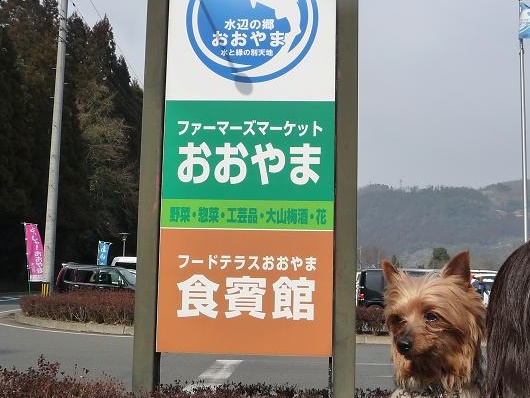 水辺の郷
おおやま
水と緑の別天地
ファーマーズマーケット
おおやま
野菜・惣菜・工芸品・大山梅酒・花
フードテラスおおやま
食賓館